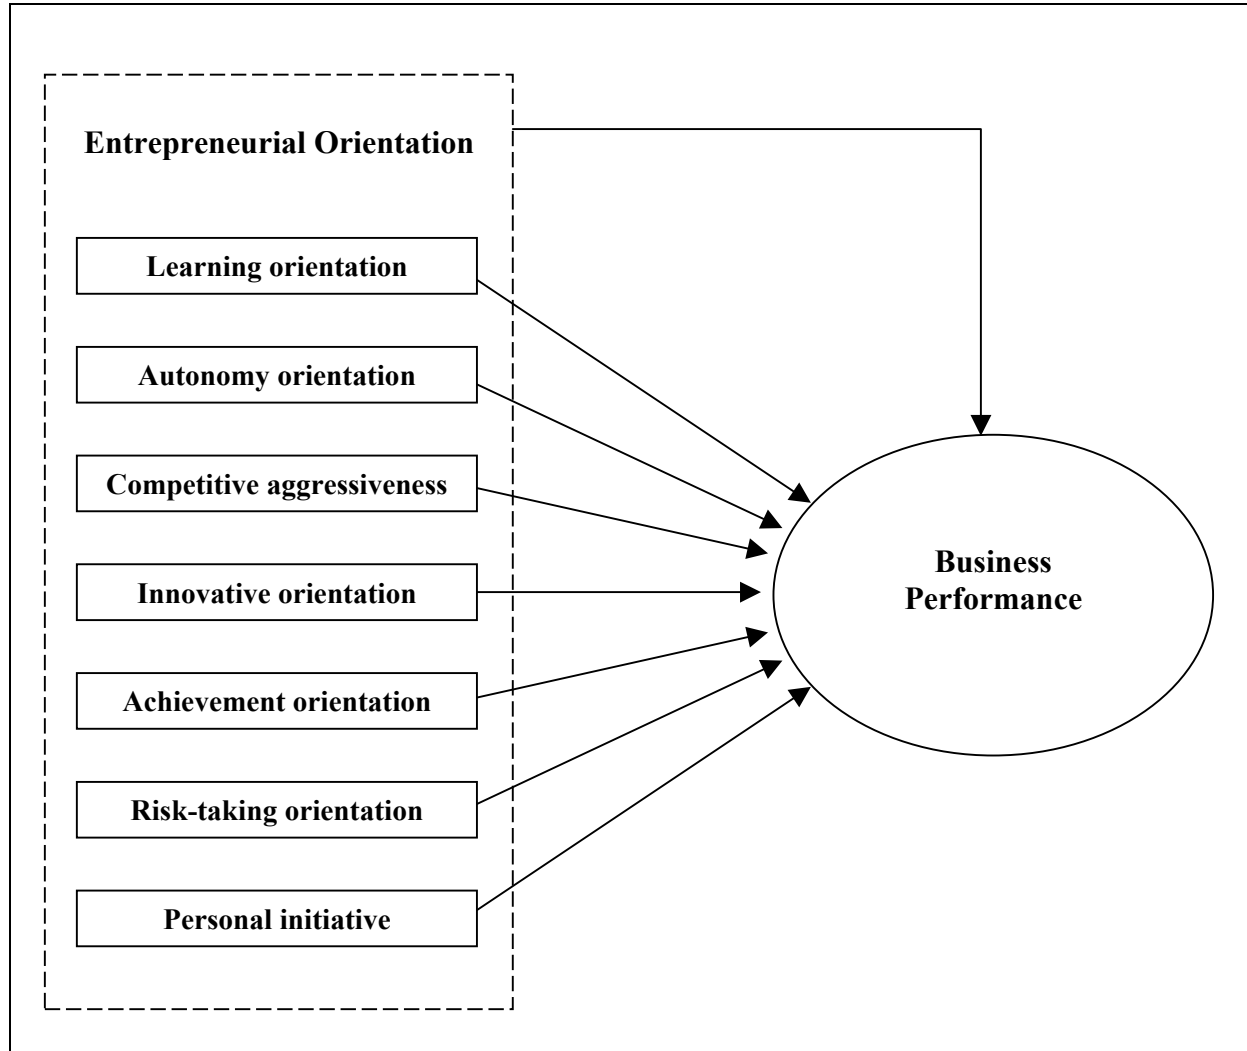 Entrepreneurial Orientation
Learning orientation
Autonomy orientation
Competitive aggressiveness
Innovative orientation
Achievement orientation
Risk-taking orientation
Personal initiative
Business
Performance